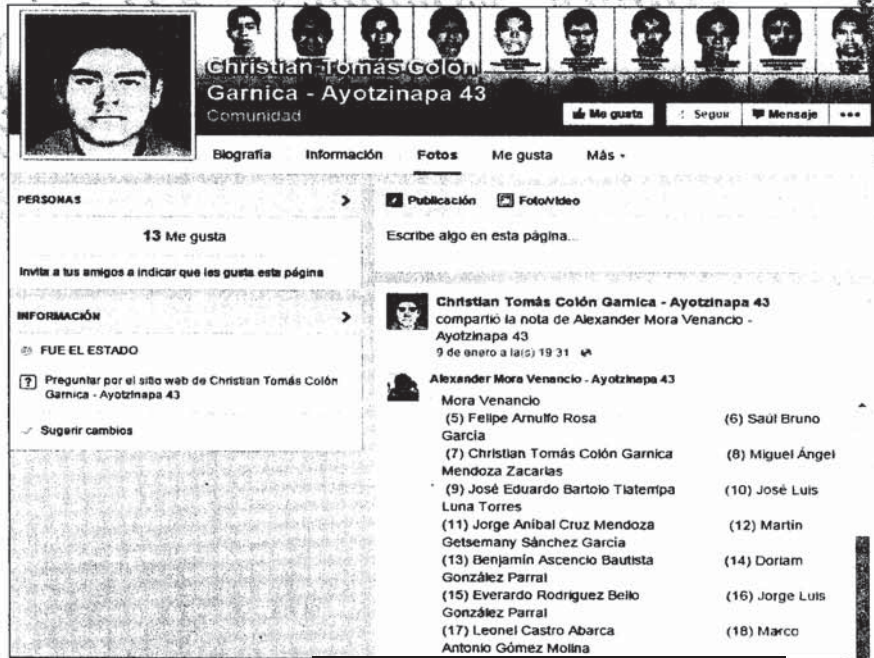 Christian Tomás Colón
Garnica - Ayotzinapa 43
Comunidad
Me gusta
Seguir
Mensaje
•••
Biografía
Información
Fotos
Me gusta
Más
PERSONAS
13 Me gusta
Invita a tus amigos a indicar que les gusta esta página
INFORMACIÓN
FUE EL ESTADO
Preguntar por el sitio web de Christian Tomás Colón
Garnica - Ayotzinapa 43
Sugerir cambios
Publicación
Foto/video
Escribe algo en esta página...
Christian Tomás Colón Garnica - Ayotzinapa 43
compartió la nota de Alexander Mora Venancio -
Ayotzinapa 43
9 de enero a la(s) 19:31
Alexander Mora Venancio - Ayotzinapa 43
Mora Venancio
(5) Felipe Arnulfo Rosa (6) Saúl Bruno
García
(7) Christian Tomás Colón Garnica (8) Miguel Ángel
Mendoza Zacarías
(9) José Eduardo Bartolo Tlatempa (10) José Luis
Luna Torres
(11) Jorge Aníbal Cruz Mendoza (12) Martín
Getsemany Sánchez García
(13) Benjamín Ascencio Bautista (14) Doriam
González Parral
(15) Everardo Rodríguez Bello (16) Jorge Luis
González Parral
(17) Leonel Castro Abarca (18) Marco
Antonio Gómez Molina